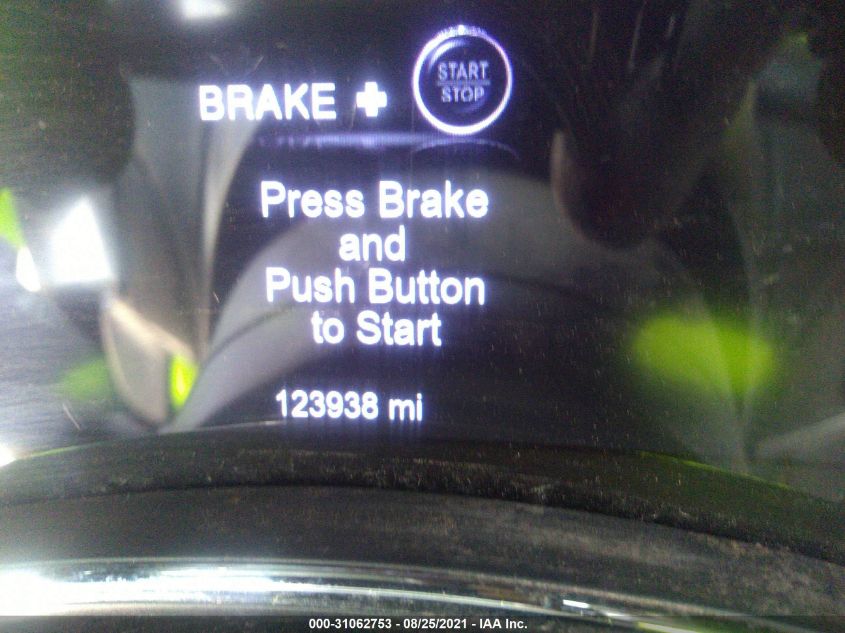 BRAKE + START
STOP
Press Brake
and
Push Button
to Start
123938 mi
000-31062753 - 08/25/2021 - IAA Inc.